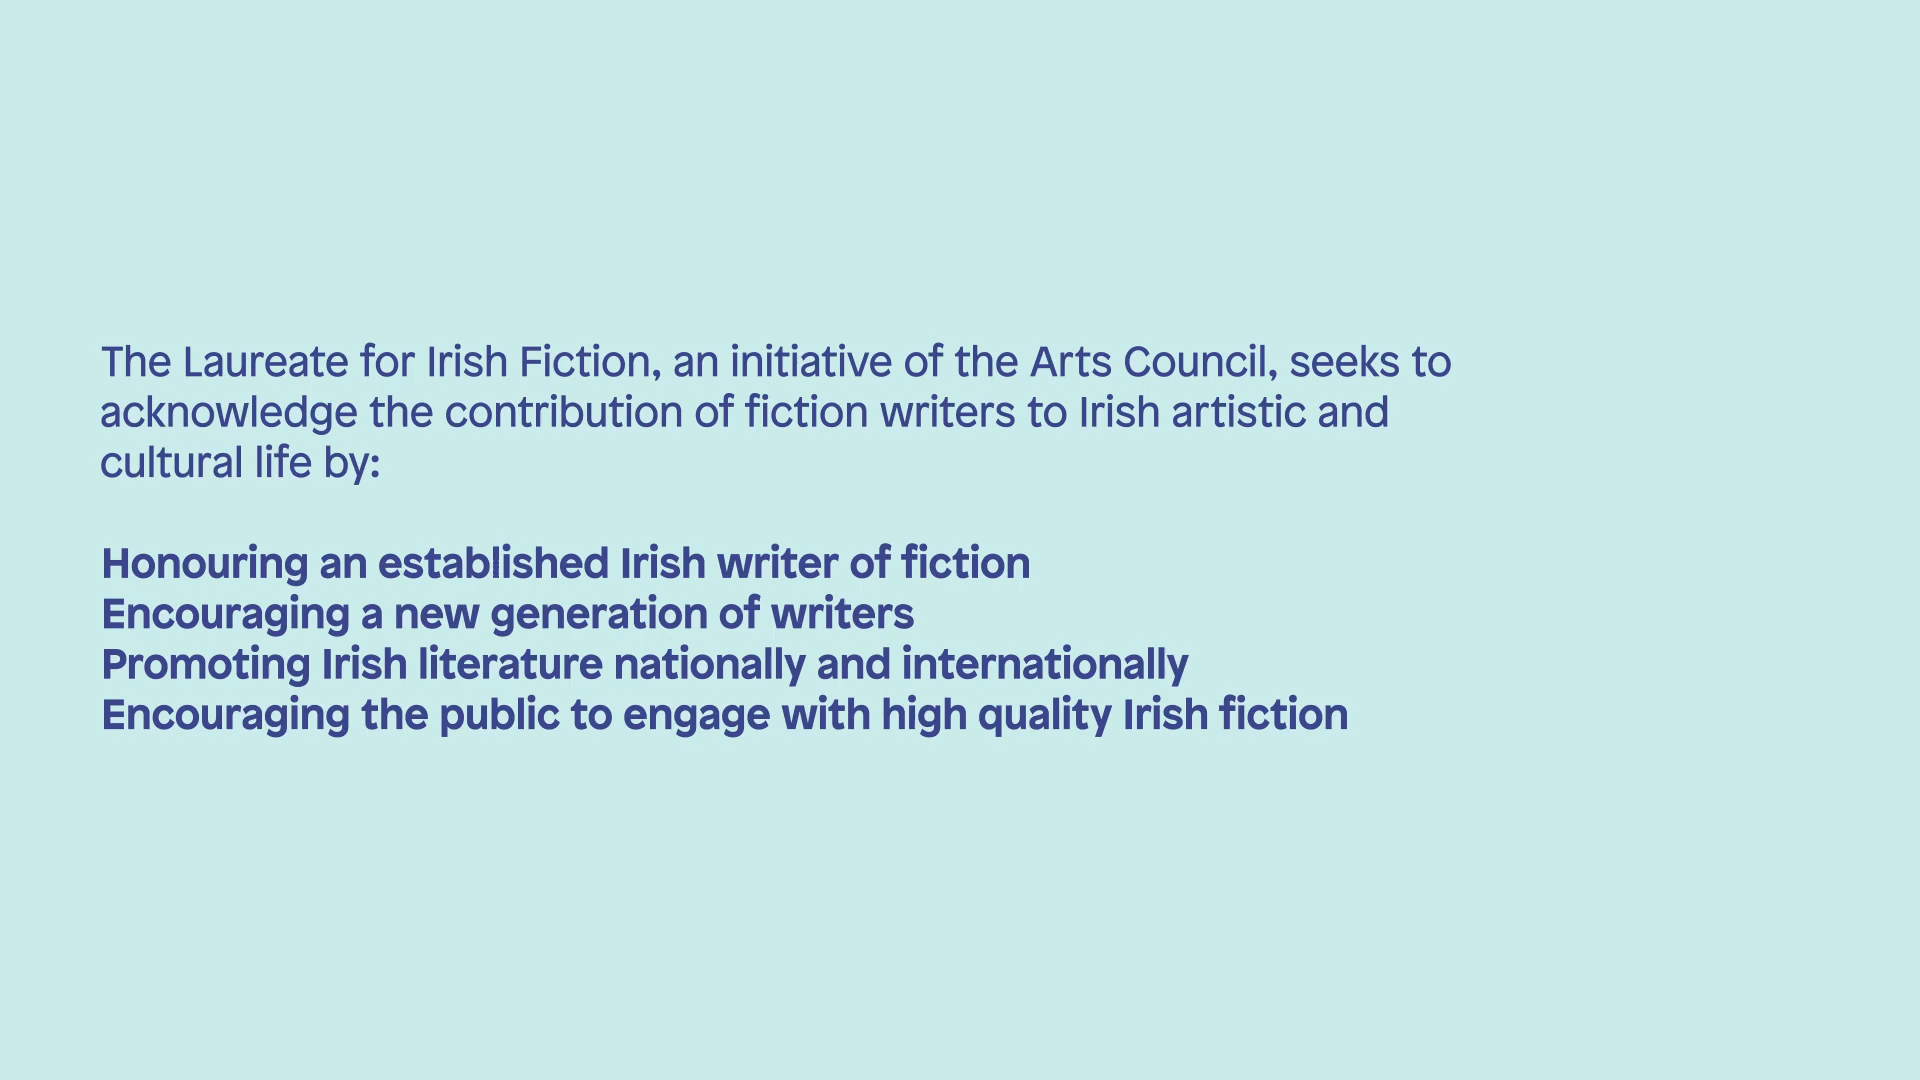 The Laureate for Irish Fiction, an initiative of the Arts Council, seeks to
acknowledge the contribution of fiction writers to Irish artistic and
cultural life by:
Honouring an established Irish writer of fiction
Encouraging a new generation of writers
Promoting Irish literature nationally and internationally
Encouraging the public to engage with high quality Irish fiction